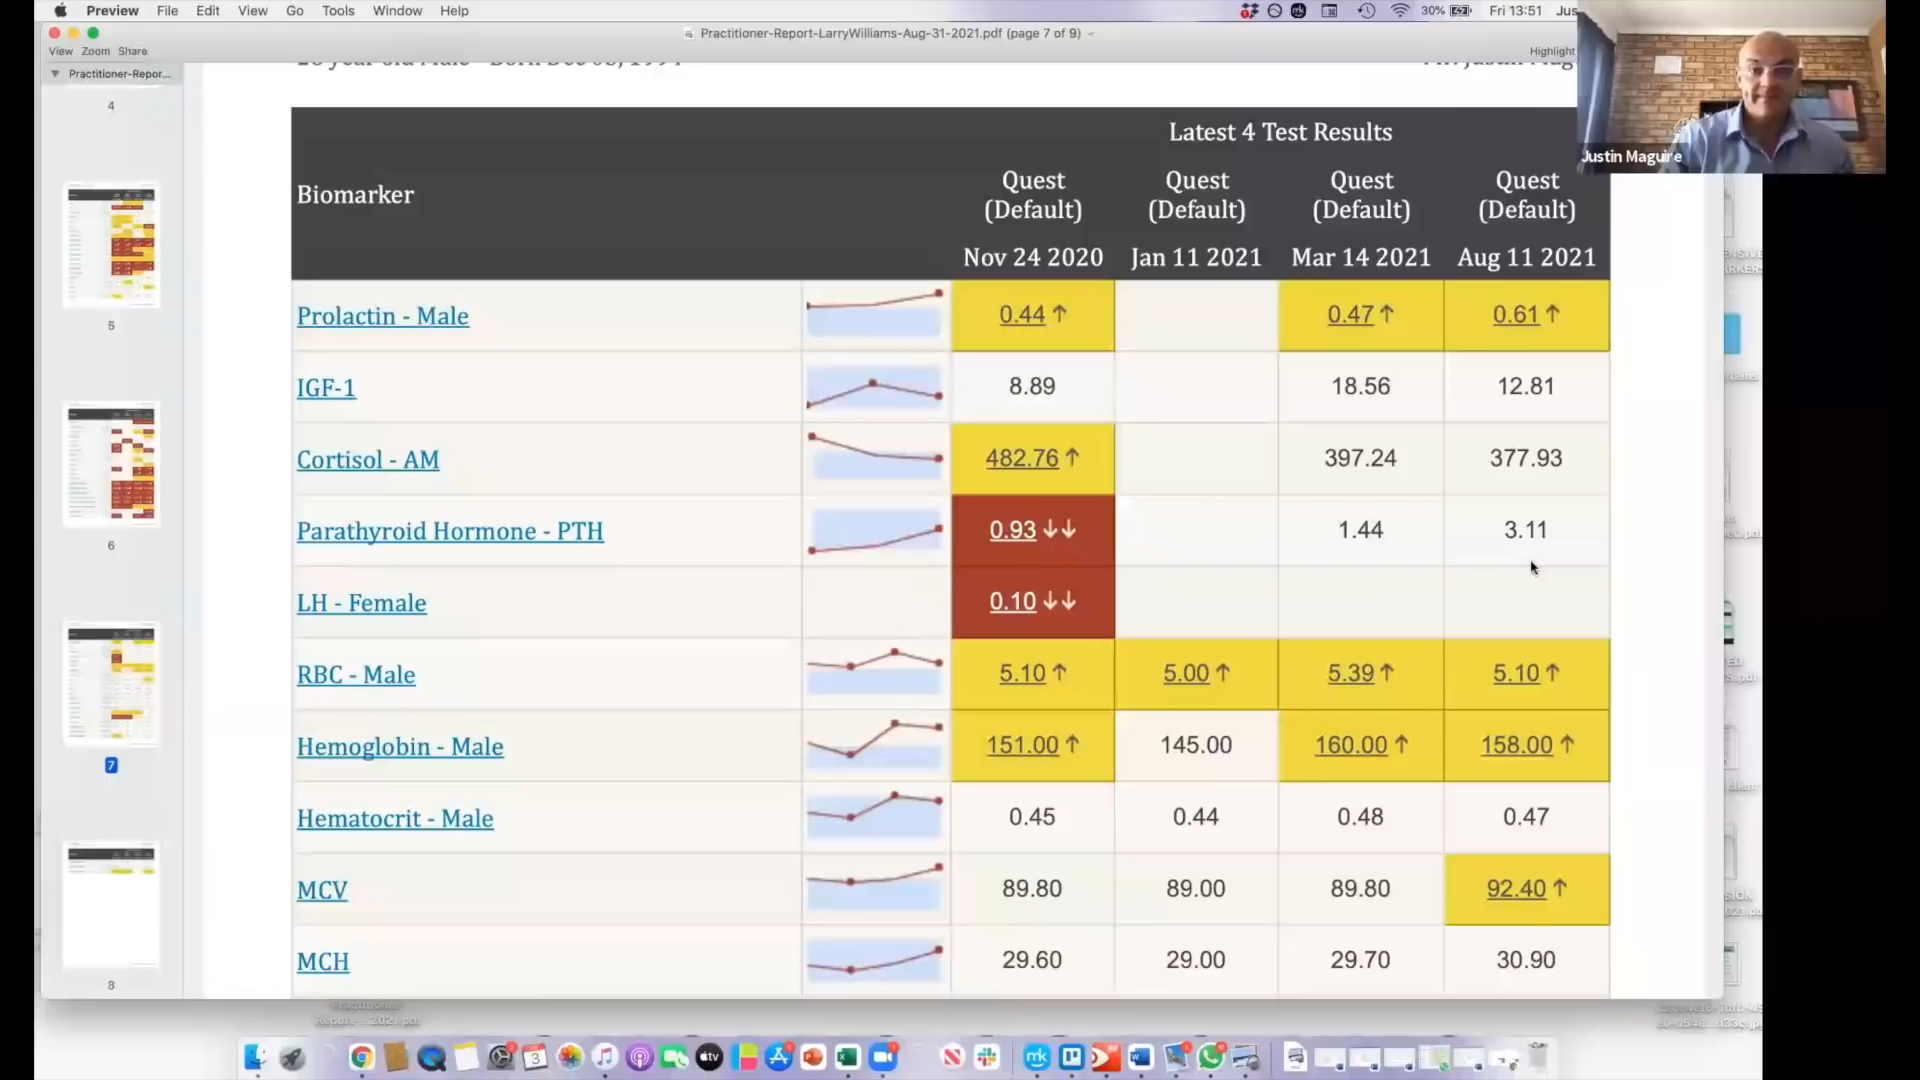 Preview File Edit View Go Tools Window Help
30% Fri 13:51 Jus
Practitioner-Report-LarryWilliams-Aug-31-2021.pdf (page 7 of 9)
View Zoom Share
Highlight
Practitioner-Repor...
4
5
6
7
8
Justin Maguire
Latest 4 Test Results
Biomarker
Quest (Default) Nov 24 2020
Quest (Default) Jan 11 2021
Quest (Default) Mar 14 2021
Quest (Default) Aug 11 2021
Prolactin - Male 0.44 ↑ 0.47 ↑ 0.61 ↑
IGF-1 8.89 18.56 12.81
Cortisol - AM 482.76 ↑ 397.24 377.93
Parathyroid Hormone - PTH 0.93 ↓↓ 1.44 3.11
LH - Female 0.10 ↓↓
RBC - Male 5.10 ↑ 5.00 ↑ 5.39 ↑ 5.10 ↑
Hemoglobin - Male 151.00 ↑ 145.00 160.00 ↑ 158.00 ↑
Hematocrit - Male 0.45 0.44 0.48 0.47
MCV 89.80 89.00 89.80 92.40 ↑
MCH 29.60 29.00 29.70 30.90